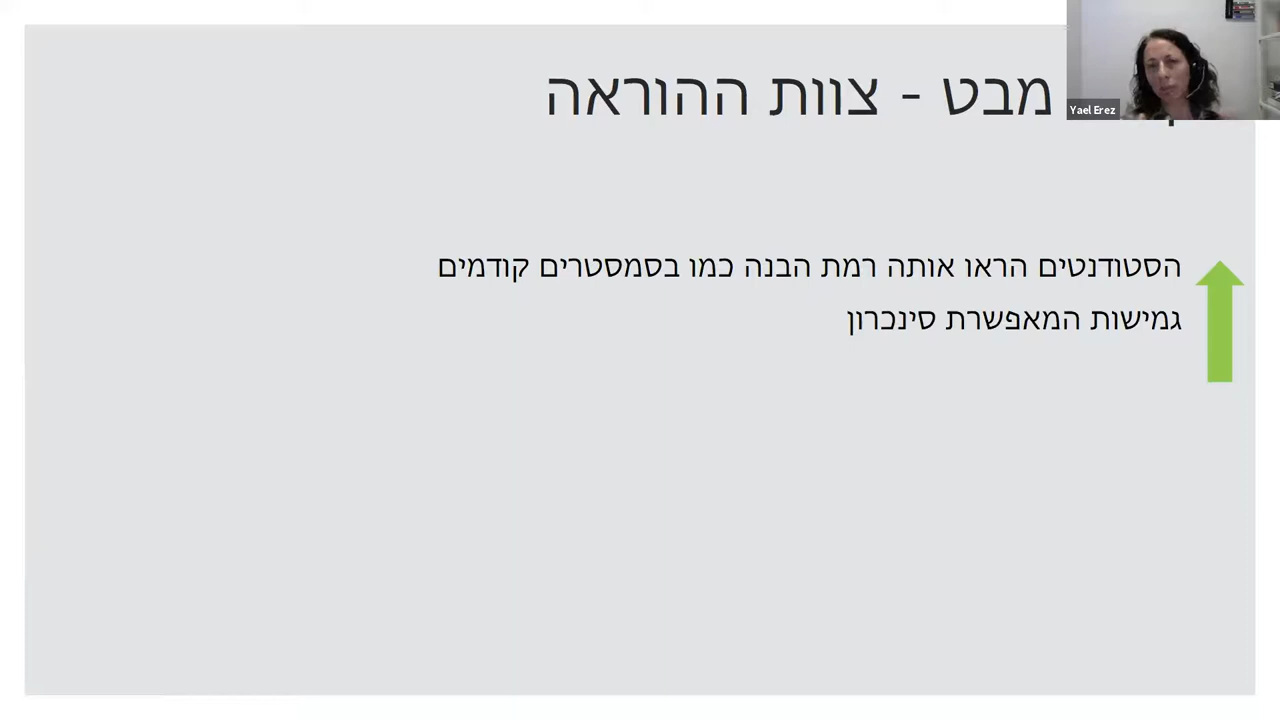 מבט - צוות ההוראה
Yael Erez
הסטודנטים הראו אותה רמת הבנה כמו בסמסטרים קודמים
גמישות המאפשרת סינכרון